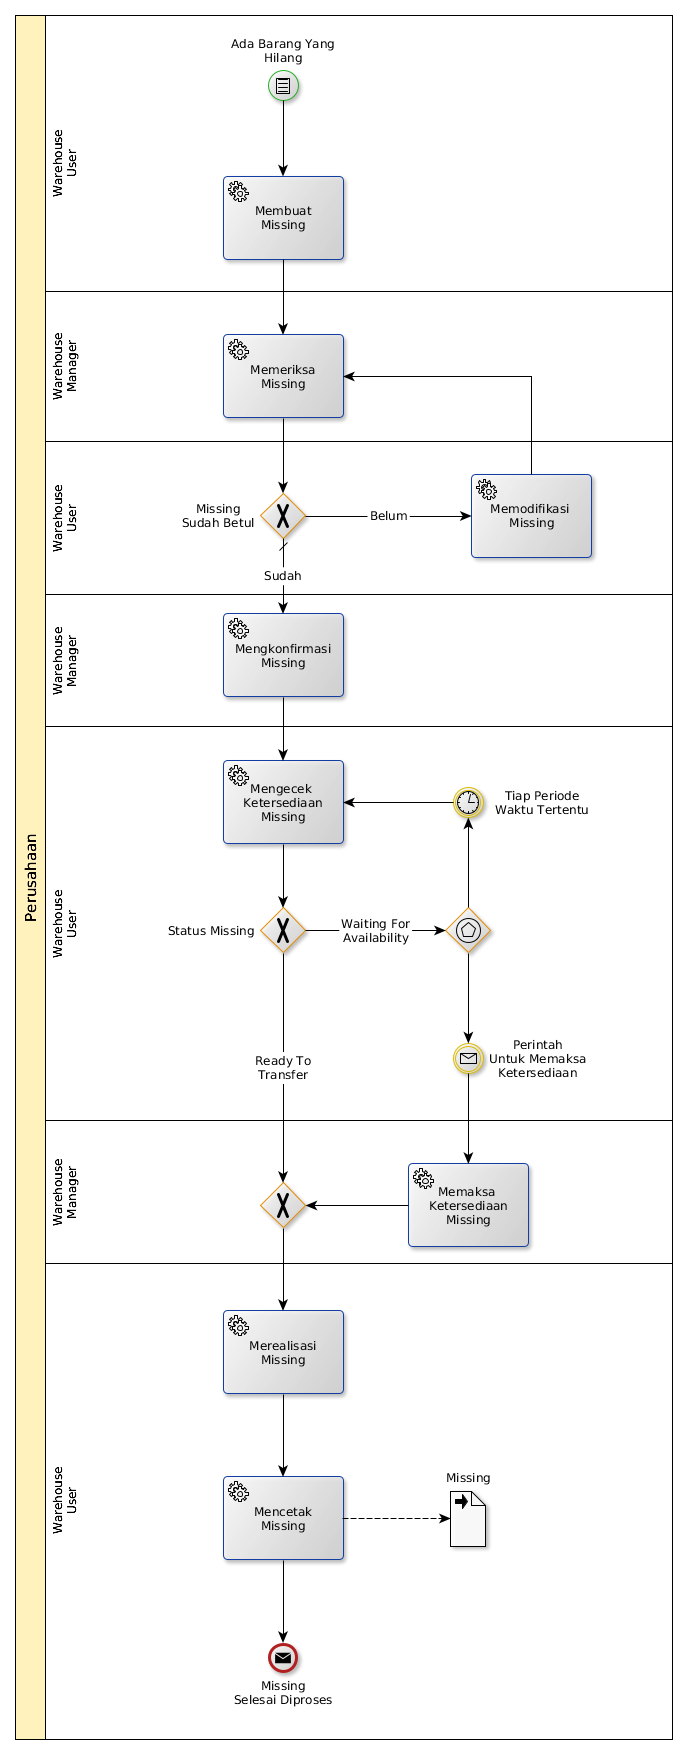 Perusahaan
Warehouse
User
Ada Barang Yang
Hilang
Membuat
Missing
Warehouse
Manager
Memeriksa
Missing
Warehouse
User
Missing
Sudah Betul
Belum
Memodifikasi
Missing
Sudah
Warehouse
Manager
Mengkonfirmasi
Missing
Warehouse
User
Mengecek
Ketersediaan
Missing
Tiap Periode
Waktu Tertentu
Status Missing
Waiting For
Availability
Ready To
Transfer
Perintah
Untuk Memaksa
Ketersediaan
Warehouse
Manager
Memaksa
Ketersediaan
Missing
Warehouse
User
Merealisasi
Missing
Mencetak
Missing
Missing
Missing
Selesai Diproses